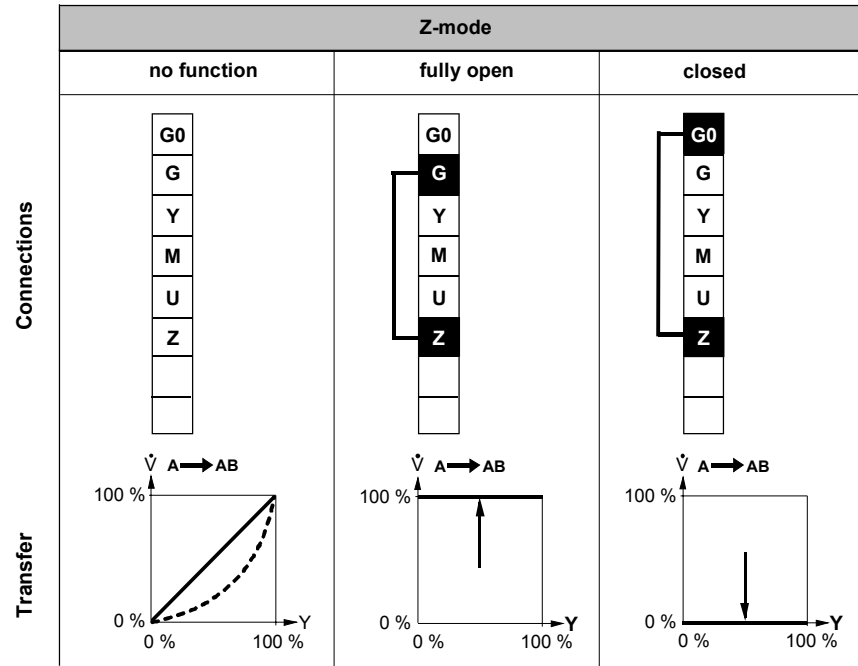 Z-mode
no function
fully open
closed
Connections
G0
G
Y
M
U
Z
G0
G
Y
M
U
Z
G0
G
Y
M
U
Z
Transfer
V̇ A AB
100 %
0 %
Y
0 % 100 %
V̇ A AB
100 %
0 %
Y
0 % 100 %
V̇ A AB
100 %
0 %
Y
0 % 100 %